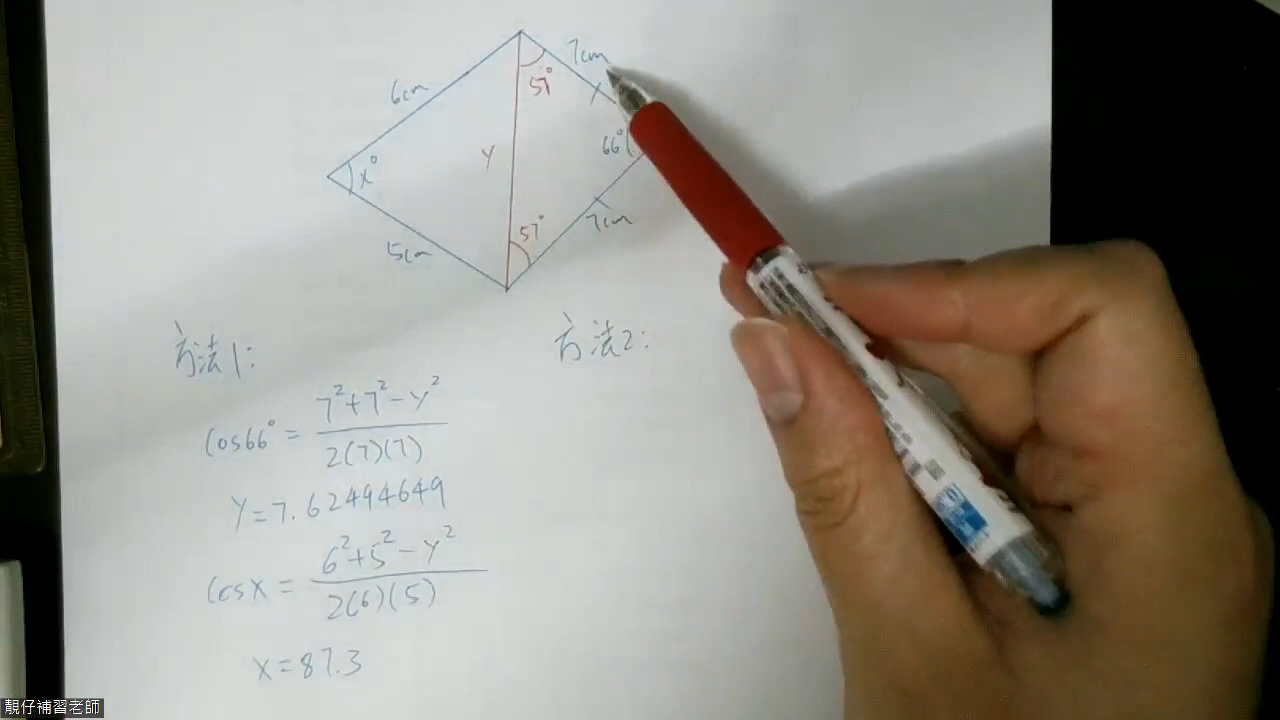 7cm
6cm
57°
66°
y
x°
7cm
57°
5cm
方法1:
方法2:
Cos66° = (7²+7²-y²)/(2(7)(7))
y=7.62494649
Cosx = (6²+5²-y²)/(2(6)(5))
x=87.3
靚仔補習老師